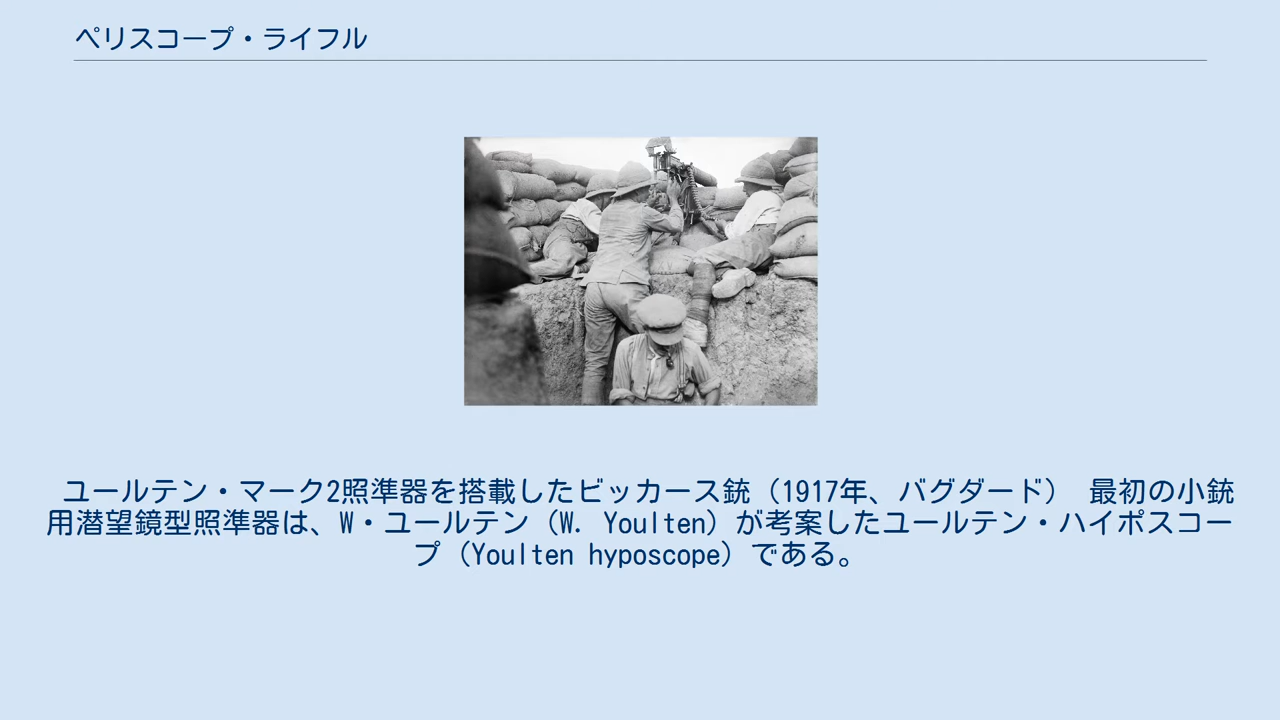 ペリスコープ・ライフル
ユールテン・マーク2照準器を搭載したビッカース銃（1917年、バグダード） 最初の小銃
用潜望鏡型照準器は、W・ユールテン（W. Youlten）が考案したユールテン・ハイポスコー
プ（Youlten hyposcope）である。